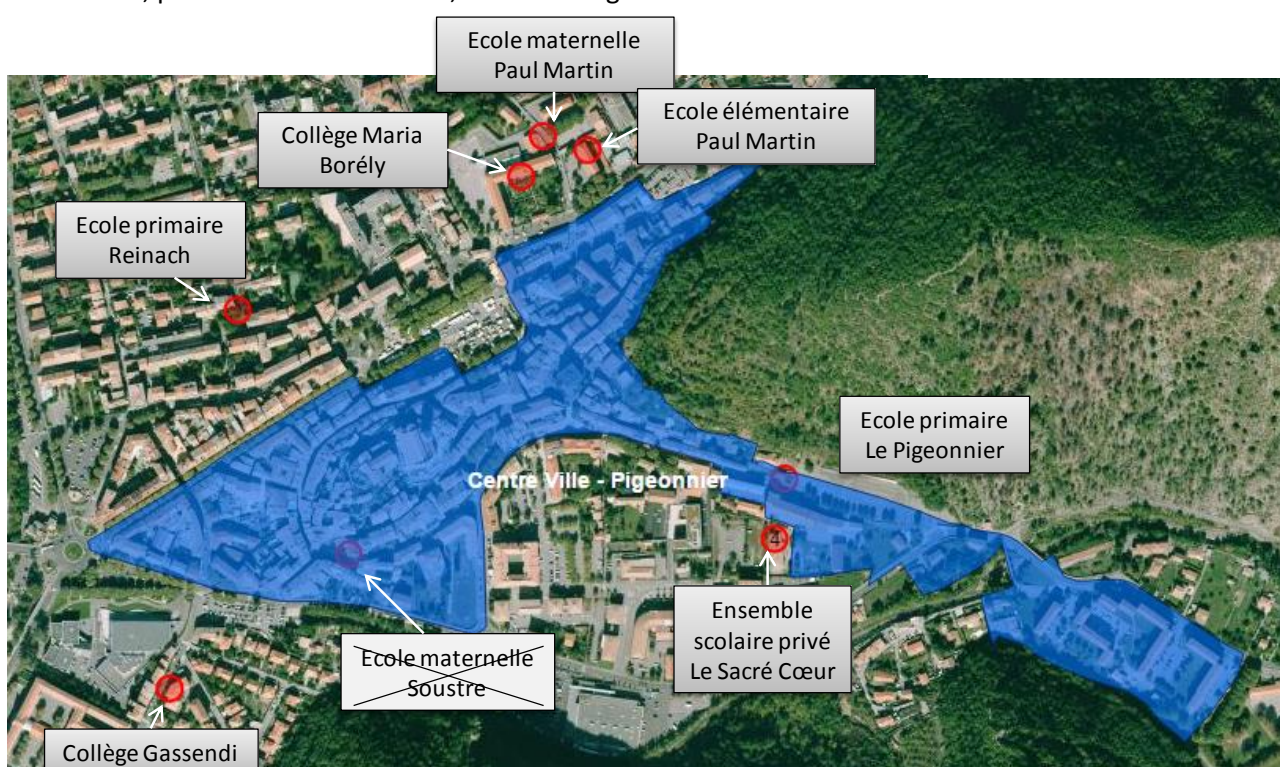 Ecole maternelle
Paul Martin
Ecole élémentaire
Paul Martin
Collège Maria
Borély
Ecole primaire
Reinach
Ecole primaire
Le Pigeonnier
Centre Ville - Pigeonnier
4
Ensemble
scolaire privé
Le Sacré Cœur
Ecole maternelle
Soustre
Collège Gassendi